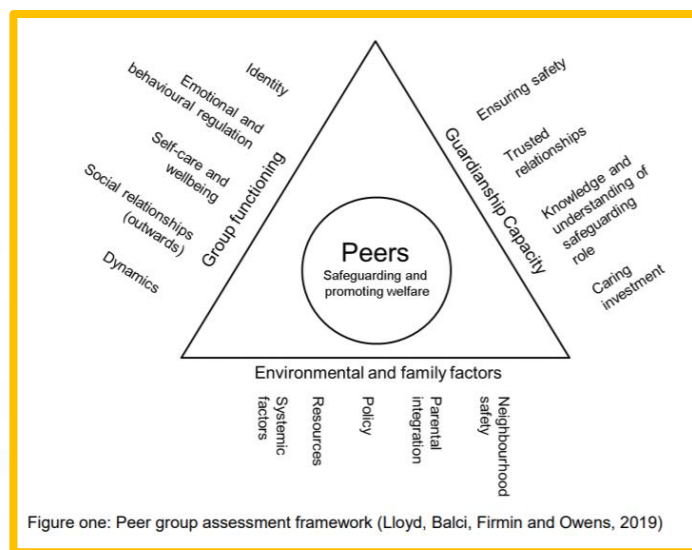 Identity
Emotional and
behavioural regulation
Self-care and
wellbeing
Social relationships
(outwards)
Dynamics
Group functioning
Ensuring safety
Trusted
relationships
Knowledge and
understanding of
safeguarding
role
Caring
investment
Guardianship Capacity
Peers
Safeguarding and
promoting welfare
Environmental and family factors
Systemic
factors
Resources
Policy
Parental
integration
Neighbourhood
safety
Figure one: Peer group assessment framework (Lloyd, Balci, Firmin and Owens, 2019)